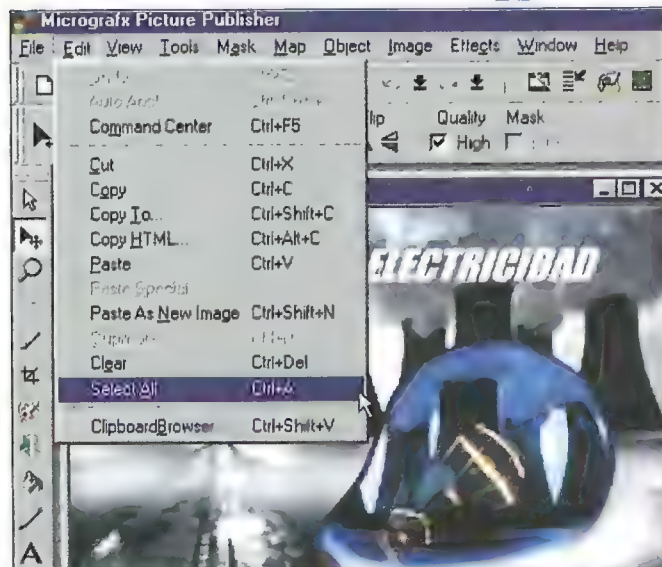 Micrografx Picture Publisher
File Edit View Tools Mask Map Object Image Effects Window Help
Command Center Ctrl+F5
Quality Mask
High
Cut Ctrl+X
Copy Ctrl+C
Copy To... Ctrl+Shift+C
Copy HTML... Ctrl+Alt+C
Paste Ctrl+V
Paste Special
Paste As New Image Ctrl+Shift+N
Duplicate
Clear Ctrl+Del
Select All Ctrl+A
ClipboardBrowser Ctrl+Shift+V
ELECTRICIDAD
A